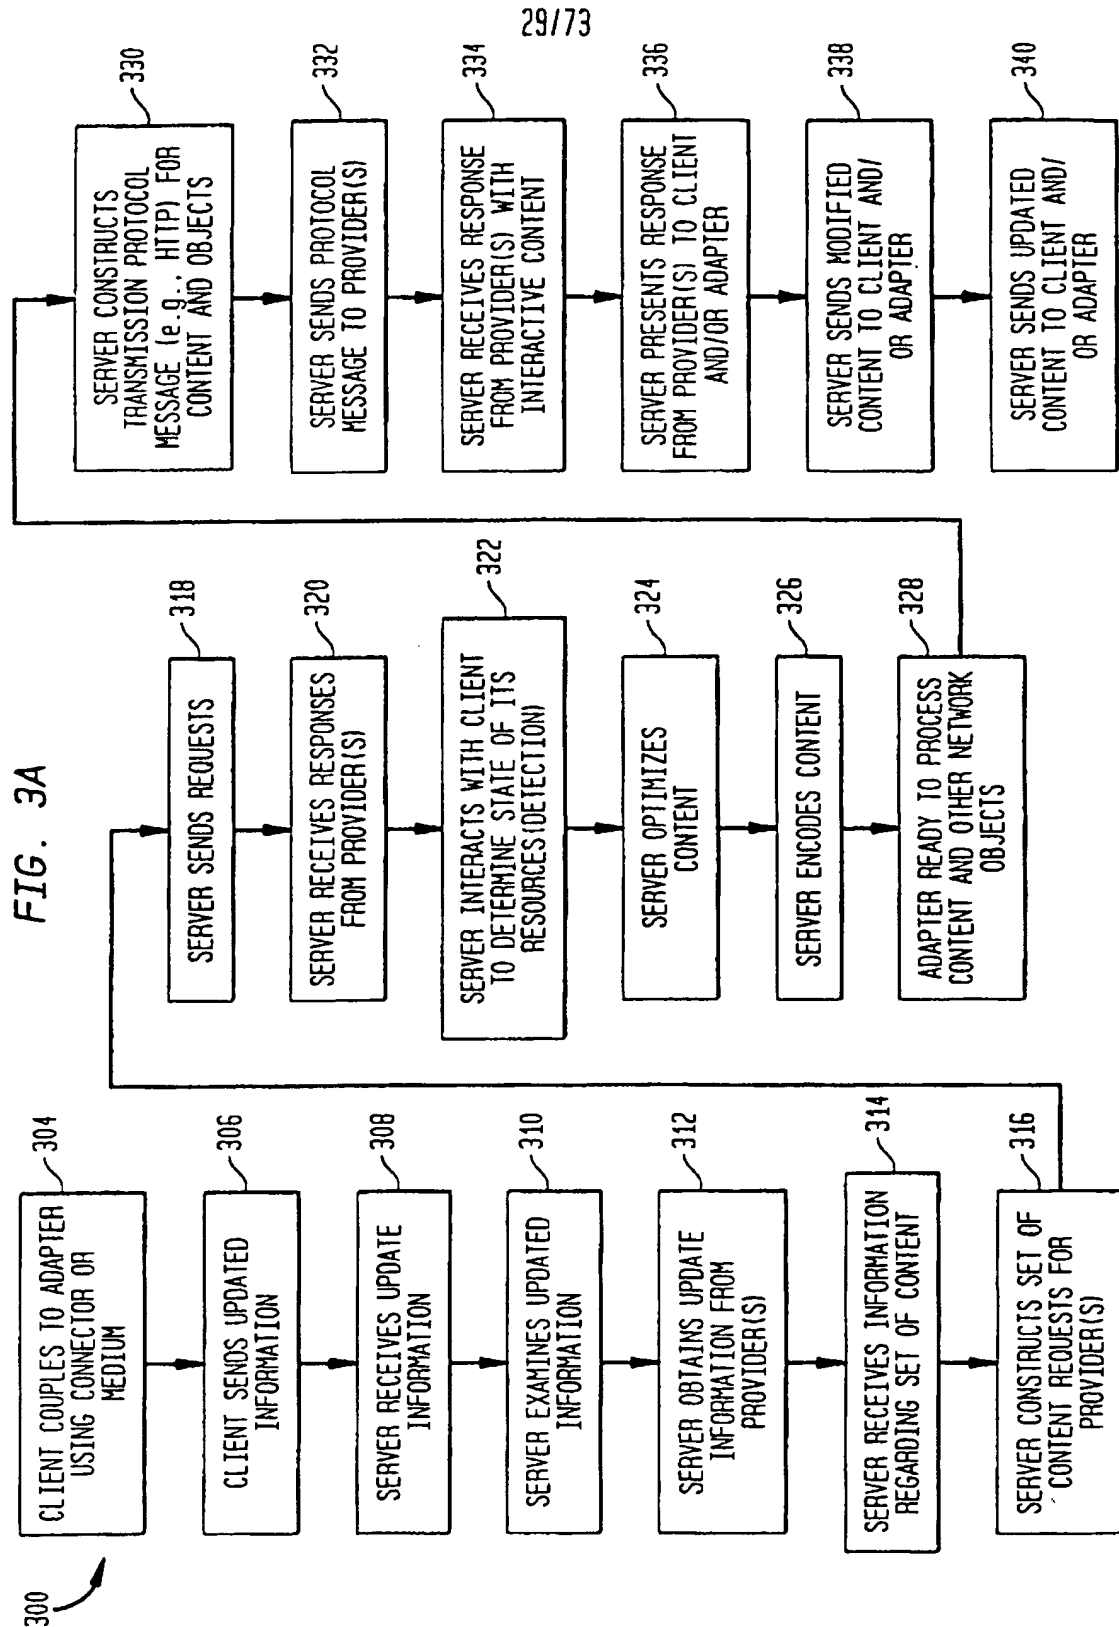 29/73
FIG. 3A
300
CLIENT COUPLES TO ADAPTER
USING CONNECTOR OR
MEDIUM
304
CLIENT SENDS UPDATED
INFORMATION
306
SERVER RECEIVES UPDATE
INFORMATION
308
SERVER EXAMINES UPDATED
INFORMATION
310
SERVER OBTAINS UPDATE
INFORMATION FROM
PROVIDER(S)
312
SERVER RECEIVES INFORMATION
REGARDING SET OF CONTENT
314
SERVER CONSTRUCTS SET OF
CONTENT REQUESTS FOR
PROVIDER(S)
316
SERVER SENDS REQUESTS
318
SERVER RECEIVES RESPONSES
FROM PROVIDER(S)
320
SERVER INTERACTS WITH CLIENT
TO DETERMINE STATE OF ITS
RESOURCES(DETECTION)
322
SERVER OPTIMIZES
CONTENT
324
SERVER ENCODES CONTENT
326
ADAPTER READY TO PROCESS
CONTENT AND OTHER NETWORK
OBJECTS
328
SERVER CONSTRUCTS
TRANSMISSION PROTOCOL
MESSAGE (e.g., HTTP) FOR
CONTENT AND OBJECTS
330
SERVER SENDS PROTOCOL
MESSAGE TO PROVIDER(S)
332
SERVER RECEIVES RESPONSE
FROM PROVIDER(S) WITH
INTERACTIVE CONTENT
334
SERVER PRESENTS RESPONSE
FROM PROVIDER(S) TO CLIENT
AND/OR ADAPTER
336
SERVER SENDS MODIFIED
CONTENT TO CLIENT AND/
OR ADAPTER
338
SERVER SENDS UPDATED
CONTENT TO CLIENT AND/
OR ADAPTER
340